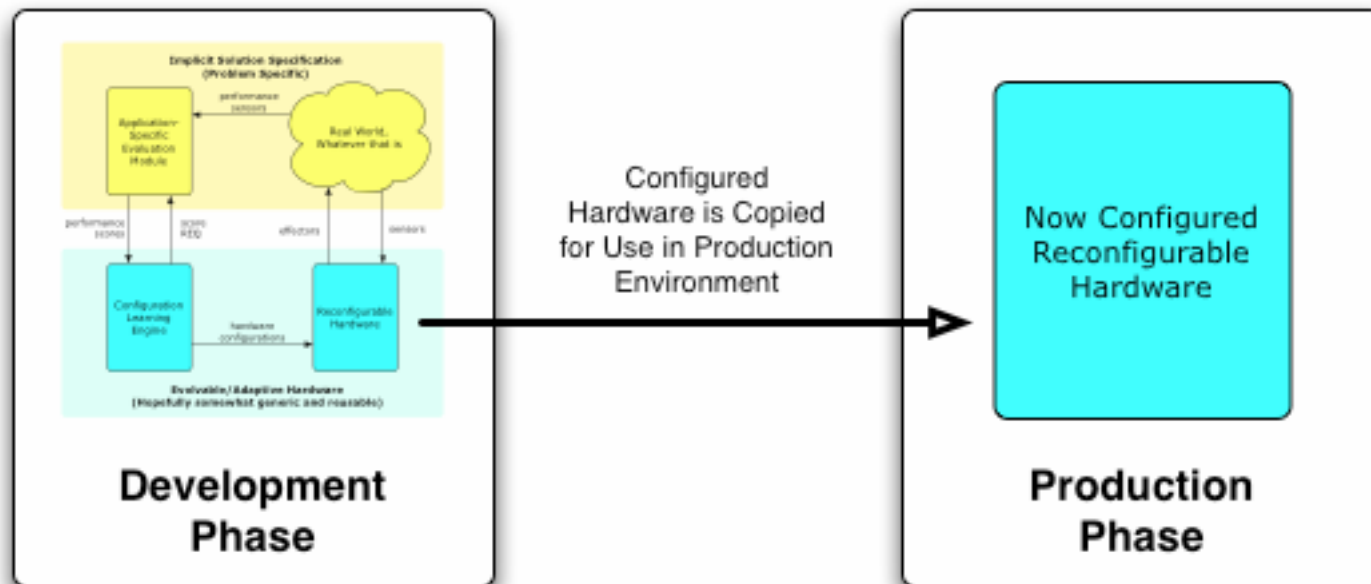 Implicit Solution Specification
(Problem Specific)
performance
sensors
Application-
Specific
Evaluation
Module
Real World,
Whatever that is
performance
scores
score
REQ
effectors
sensors
Configuration
Learning
Engine
hardware
configurations
Reconfigurable
Hardware
Evolvable/Adaptive Hardware
(Hopefully somewhat generic and reusable)
Development
Phase
Configured
Hardware is Copied
for Use in Production
Environment
Now Configured
Reconfigurable
Hardware
Production
Phase